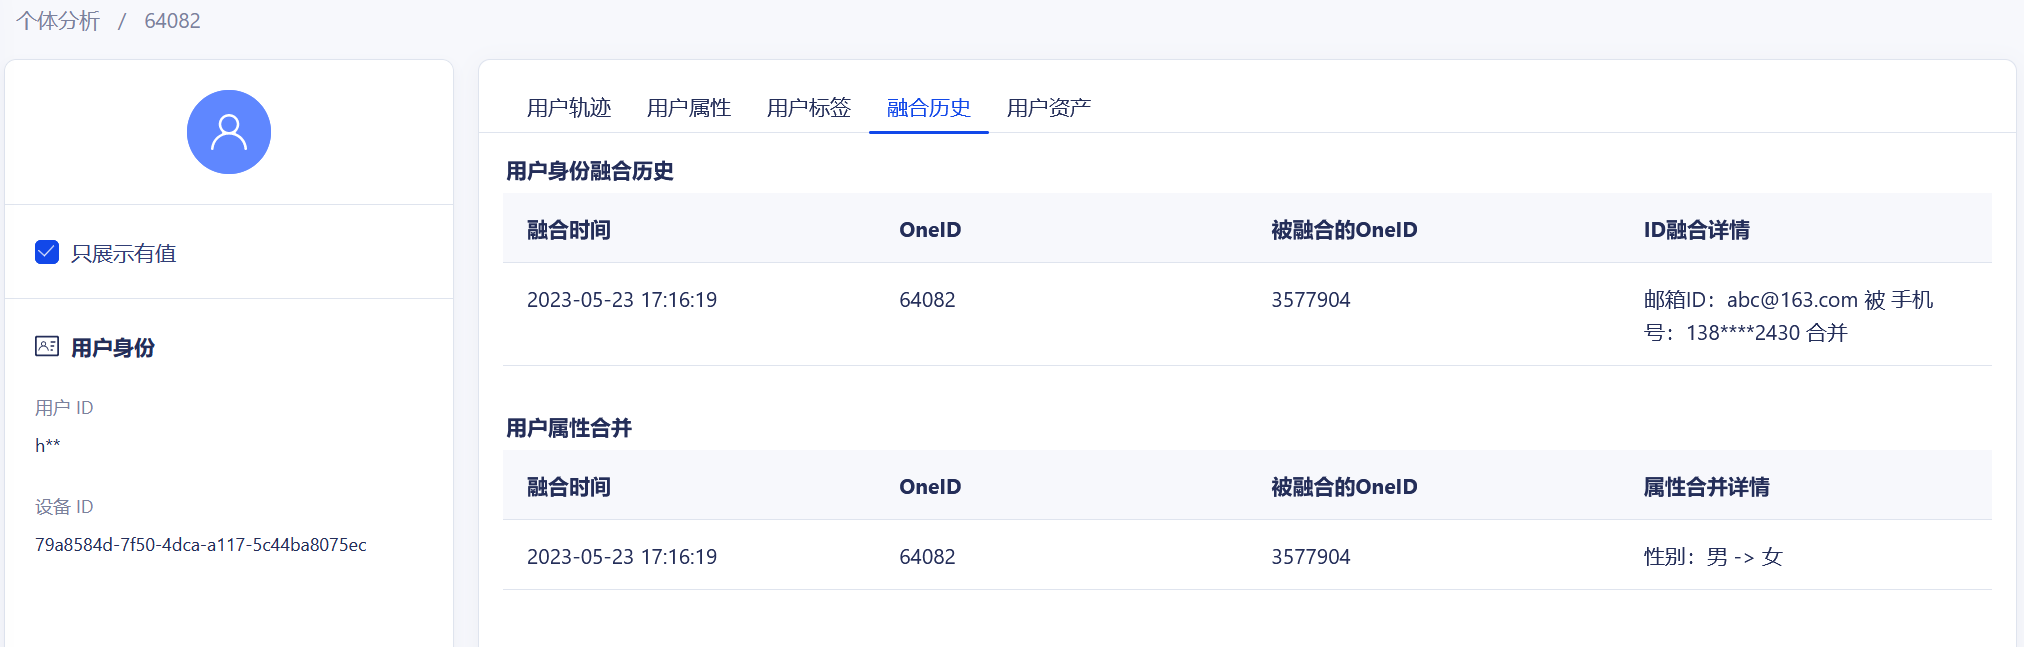 个体分析 / 64082
只展示有值
用户身份
用户 ID
h**
设备 ID
79a8584d-7f50-4dca-a117-5c44ba8075ec
用户轨迹 用户属性 用户标签 融合历史 用户资产
用户身份融合历史
融合时间 OneID 被融合的OneID ID融合详情
2023-05-23 17:16:19 64082 3577904 邮箱ID：abc@163.com 被 手机
号：138****2430 合并
用户属性合并
融合时间 OneID 被融合的OneID 属性合并详情
2023-05-23 17:16:19 64082 3577904 性别：男 -> 女